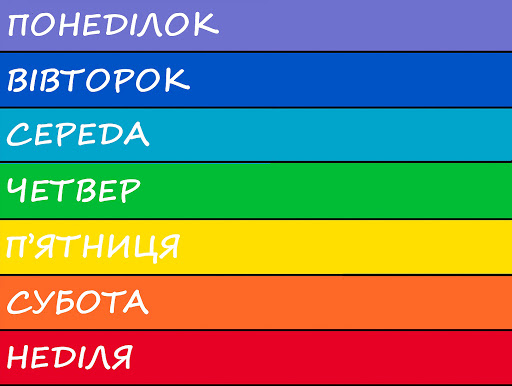 ПОНЕДІЛОК
ВІВТОРОК
СЕРЕДА
ЧЕТВЕР
П'ЯТНИЦЯ
СУБОТА
НЕДІЛЯ